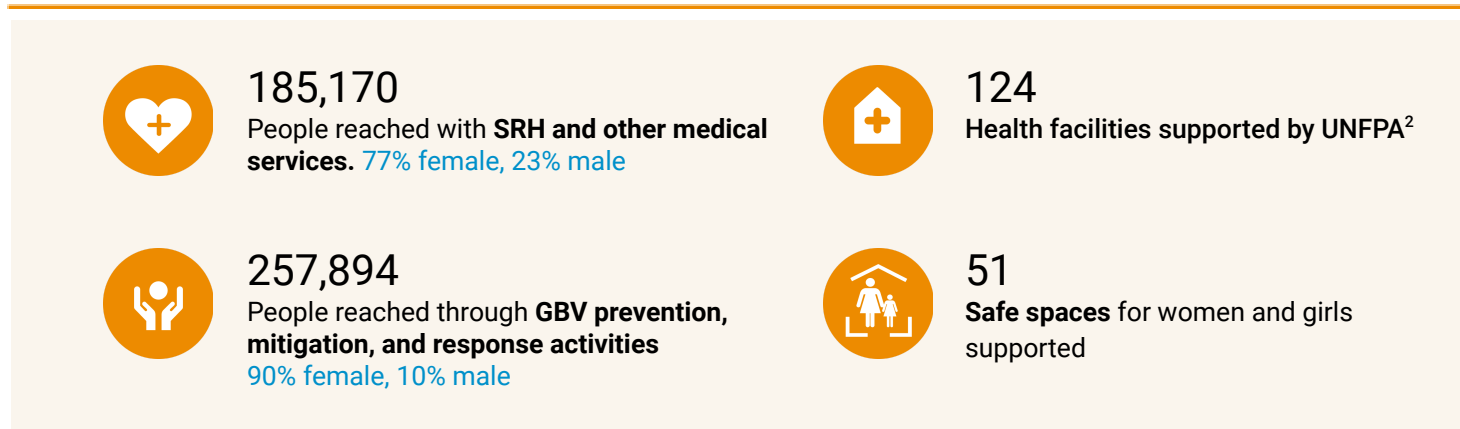 185,170
People reached with SRH and other medical
services. 77% female, 23% male
124
Health facilities supported by UNFPA²
257,894
People reached through GBV prevention,
mitigation, and response activities
90% female, 10% male
51
Safe spaces for women and girls
supported